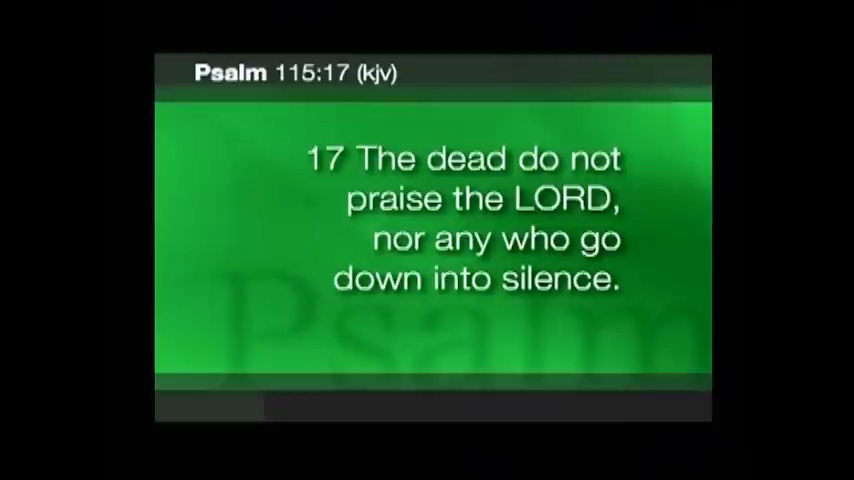 Psalm 115:17 (kjv)
17 The dead do not
praise the LORD,
nor any who go
down into silence.
Psalm